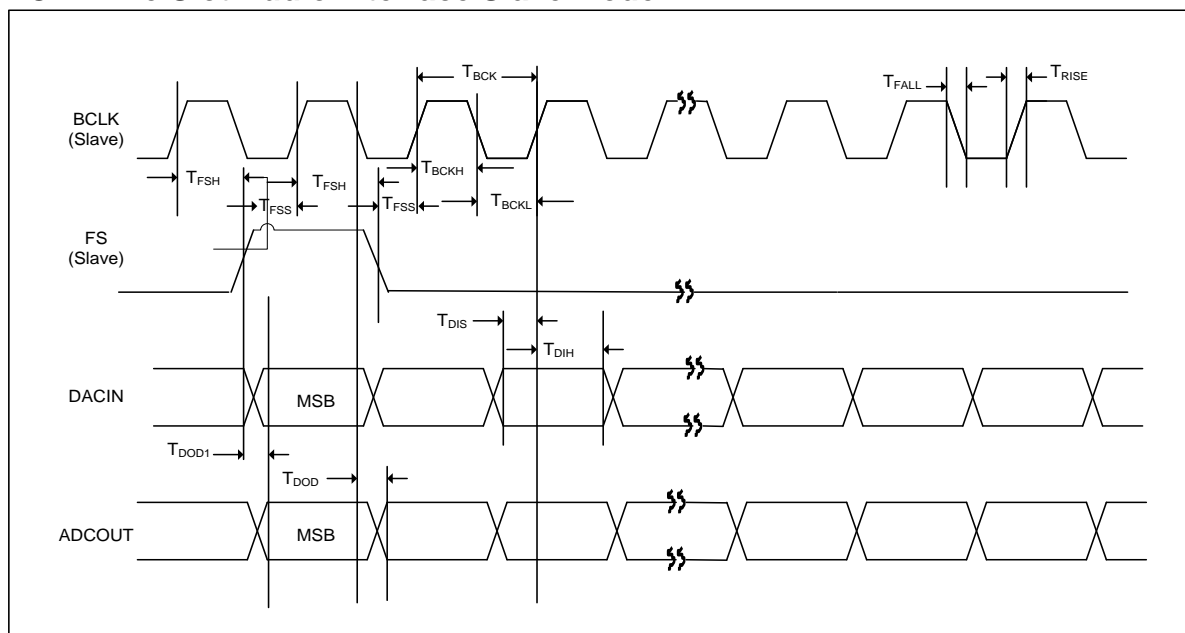 T_BCK
T_FALL
T_RISE
BCLK
(Slave)
T_FSH
T_FSH
T_BCKH
T_FSS
T_FSS
T_BCKL
FS
(Slave)
T_DIS
T_DIH
DACIN
MSB
T_DOD1
T_DOD
ADCOUT
MSB